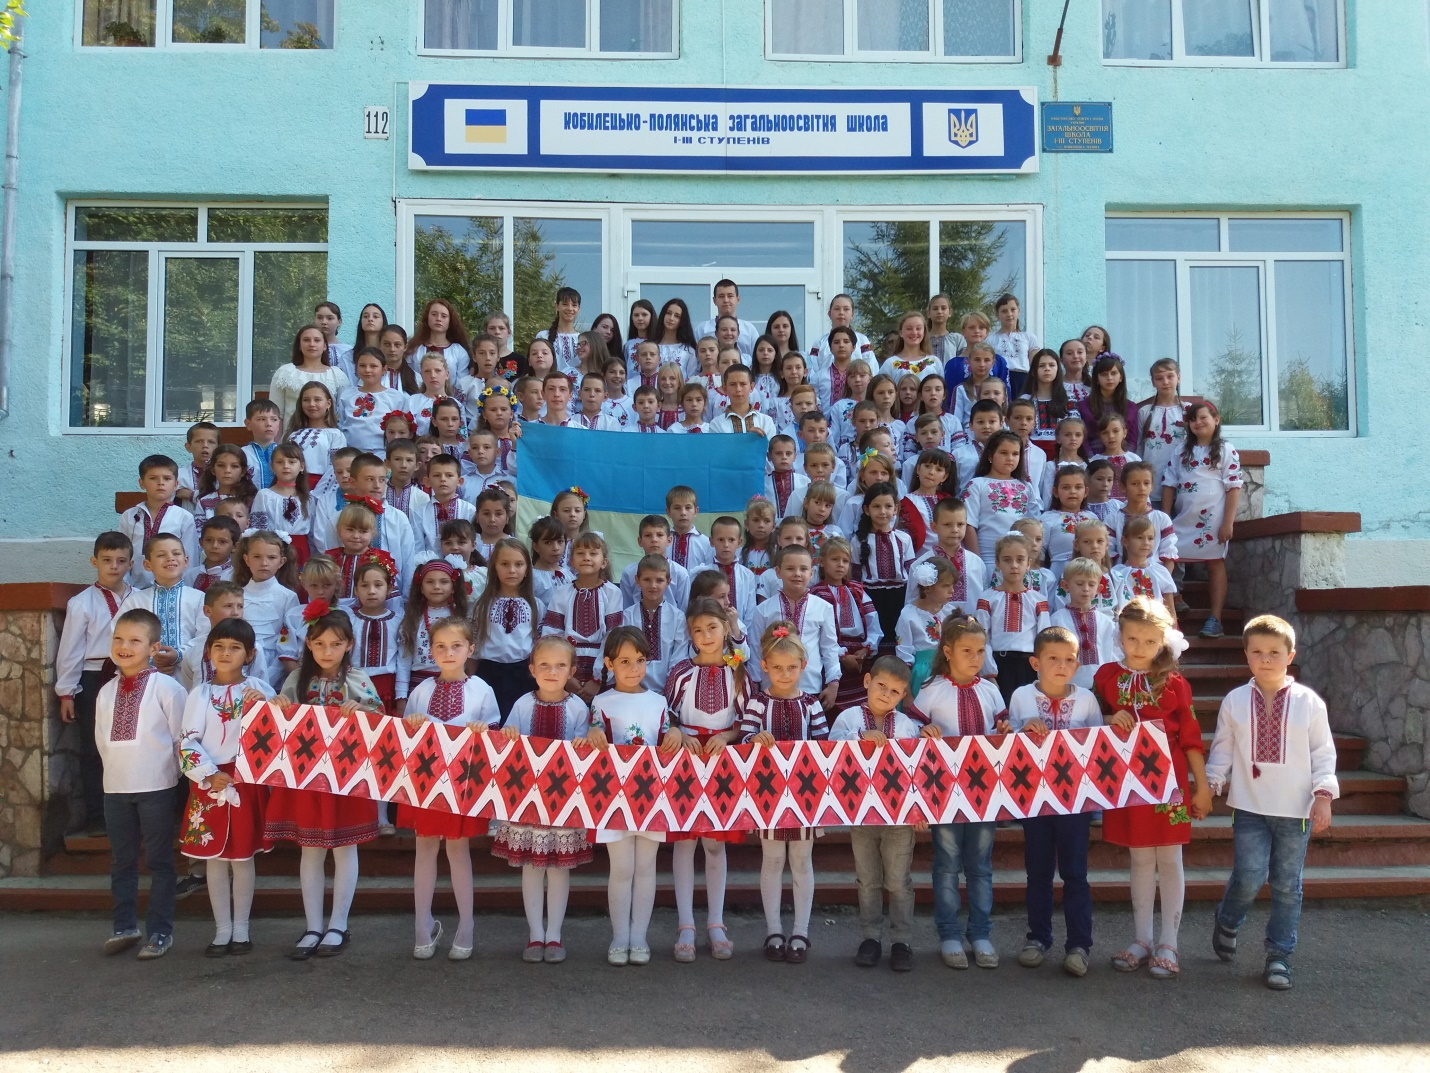 112
КОБИЛЕЦЬКО-ПОЛЯНСЬКА ЗАГАЛЬНООСВІТНЯ ШКОЛА
І-ІІІ СТУПЕНІВ
ЗАГАЛЬНООСВІТНЯ
ШКОЛА
І-ІІІ СТУПЕНІВ